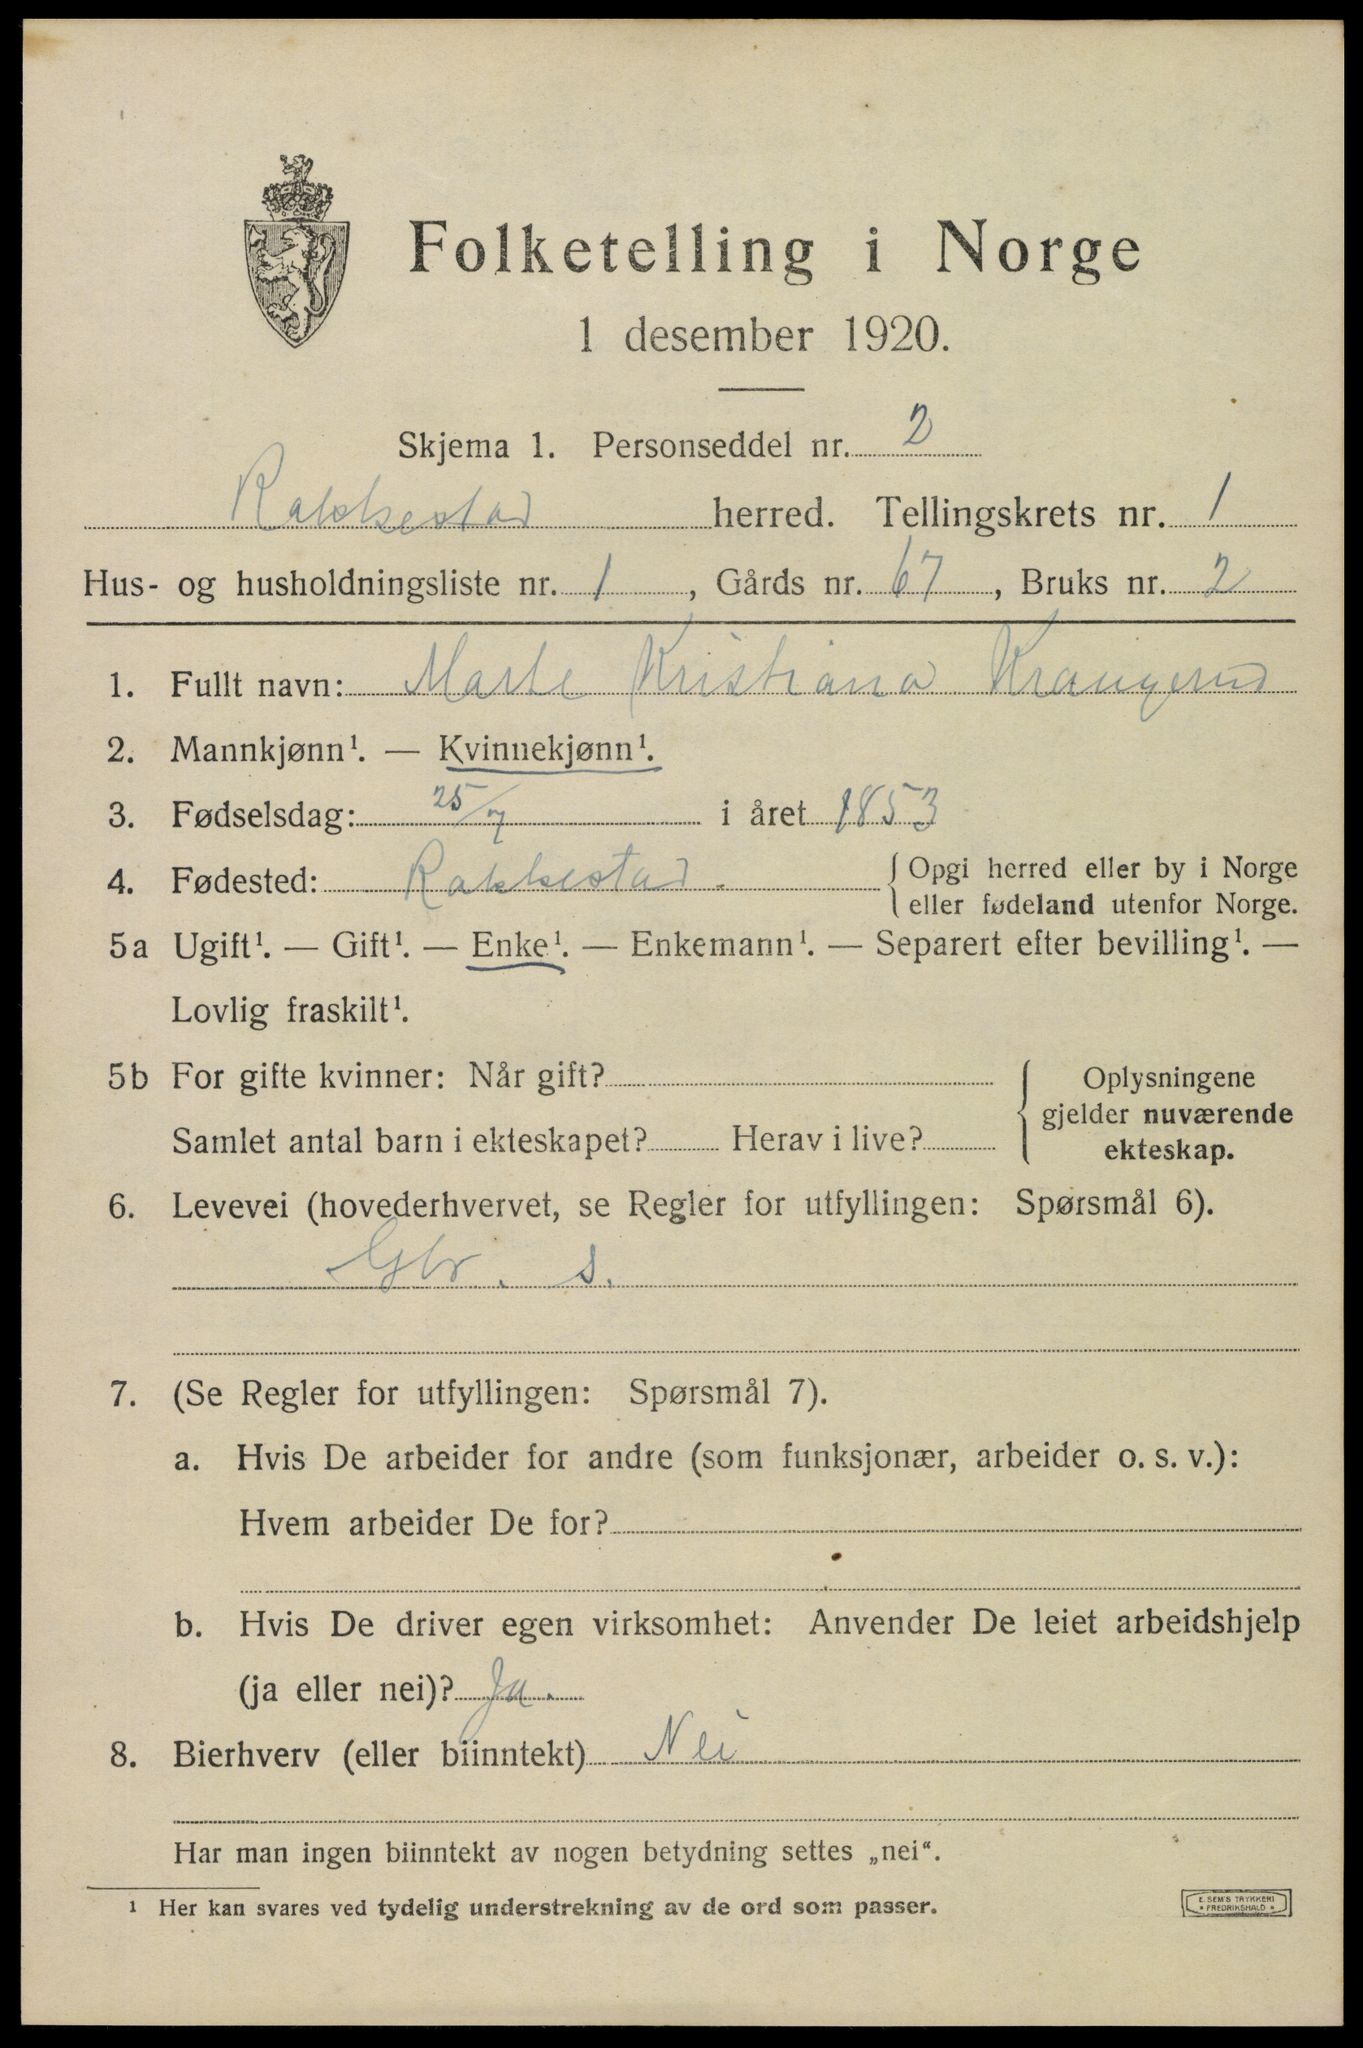 Folketelling i Norge
1 desember 1920.
Skjema 1. Personseddel nr. 2
Rakkestad herred. Tellingskrets nr. 1
Hus- og husholdningsliste nr. 1, Gårds nr. 67, Bruks nr. 2
1. Fullt navn: Marte Kristiana Kraugerud
2. Mannkjønn¹. — Kvinnekjønn¹.
3. Fødselsdag: 25/7 i året 1853
4. Fødested: Rakkestad. { Opgi herred eller by i Norge
eller fødeland utenfor Norge.
5a Ugift¹. — Gift¹. — Enke¹. — Enkemann¹. — Separert efter bevilling¹. —
Lovlig fraskilt¹.
5b For gifte kvinner: Når gift?
Samlet antal barn i ekteskapet? Herav i live?
Oplysningene
gjelder nuværende
ekteskap.
6. Levevei (hovederhvervet, se Regler for utfyllingen: Spørsmål 6).
Gbr. s.
7. (Se Regler for utfyllingen: Spørsmål 7).
a. Hvis De arbeider for andre (som funksjonær, arbeider o. s. v.):
Hvem arbeider De for?
b. Hvis De driver egen virksomhet: Anvender De leiet arbeidshjelp
(ja eller nei)? Ja.
8. Bierhverv (eller biinntekt) Nei
Har man ingen biinntekt av nogen betydning settes „nei“.
¹ Her kan svares ved tydelig understrekning av de ord som passer.
E. SEM'S TRYKKERI
* FREDRIKSHALD *